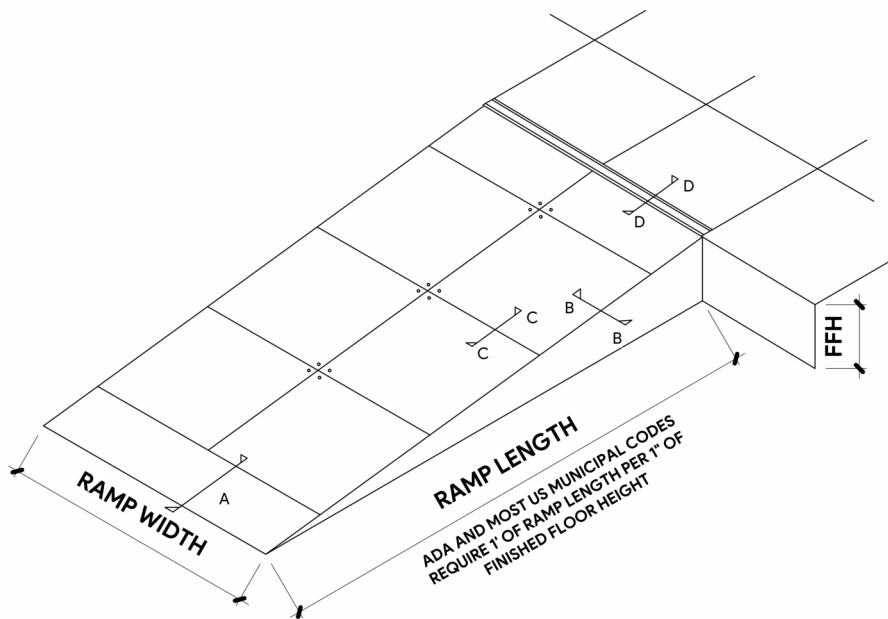 D
D
B
C
B
C
FFH
RAMP LENGTH
ADA AND MOST US MUNICIPAL CODES
REQUIRE 1' OF RAMP LENGTH PER 1" OF
FINISHED FLOOR HEIGHT
A
RAMP WIDTH